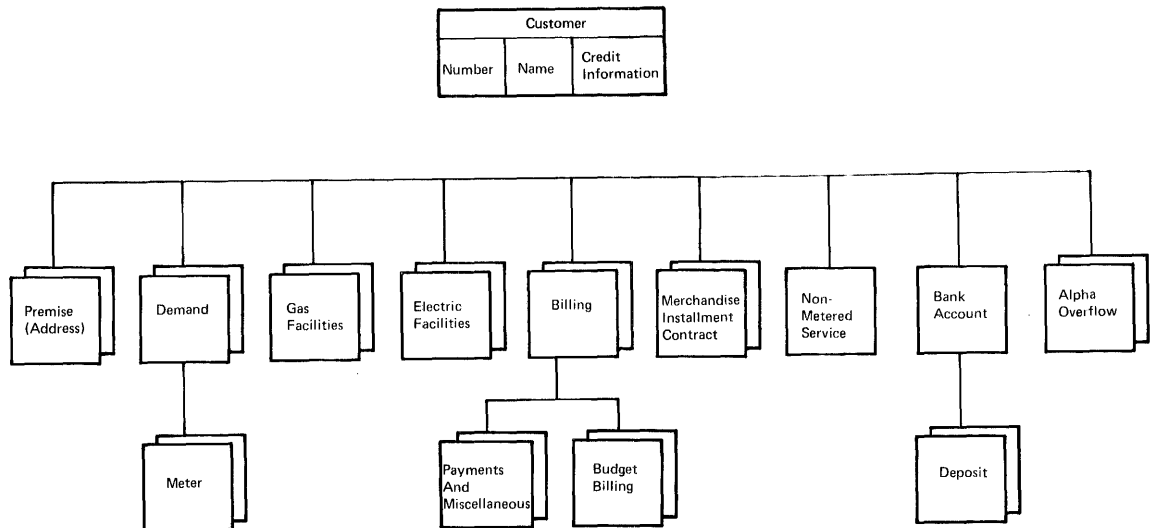 Customer
Number
Name
Credit
Information
Premise
(Address)
Demand
Gas
Facilities
Electric
Facilities
Billing
Merchandise
Installment
Contract
Non-
Metered
Service
Bank
Account
Alpha
Overflow
Meter
Payments
And
Miscellaneous
Budget
Billing
Deposit